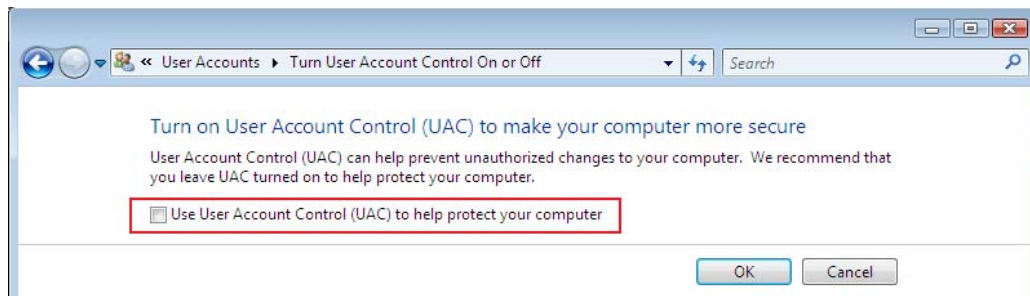 « User Accounts ▸ Turn User Account Control On or Off Search
Turn on User Account Control (UAC) to make your computer more secure
User Account Control (UAC) can help prevent unauthorized changes to your computer. We recommend that
you leave UAC turned on to help protect your computer.
Use User Account Control (UAC) to help protect your computer
OK Cancel